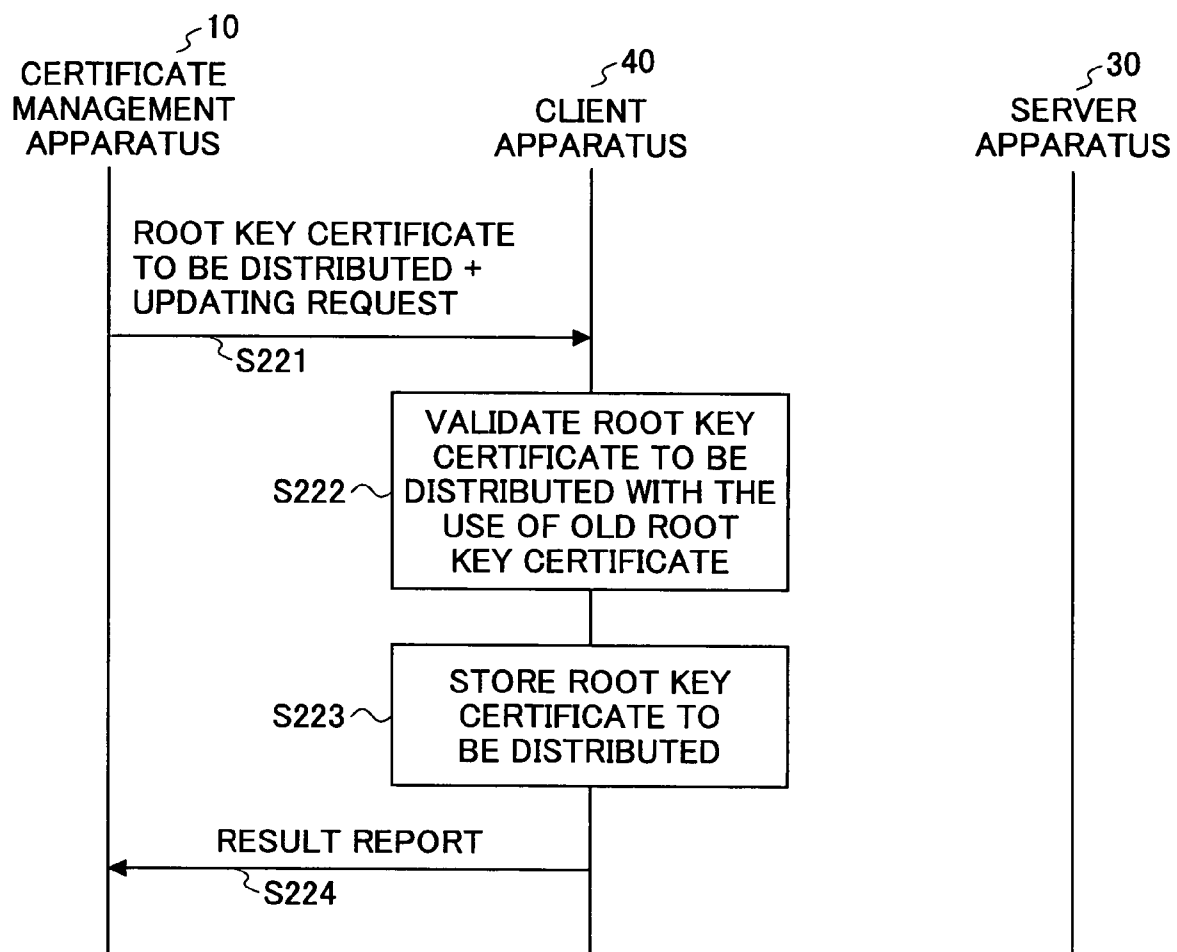 10
CERTIFICATE
MANAGEMENT
APPARATUS
40
CLIENT
APPARATUS
30
SERVER
APPARATUS
ROOT KEY CERTIFICATE
TO BE DISTRIBUTED +
UPDATING REQUEST
S221
VALIDATE ROOT KEY
CERTIFICATE TO BE
DISTRIBUTED WITH THE
USE OF OLD ROOT
KEY CERTIFICATE
S222
STORE ROOT KEY
CERTIFICATE TO
BE DISTRIBUTED
S223
RESULT REPORT
S224